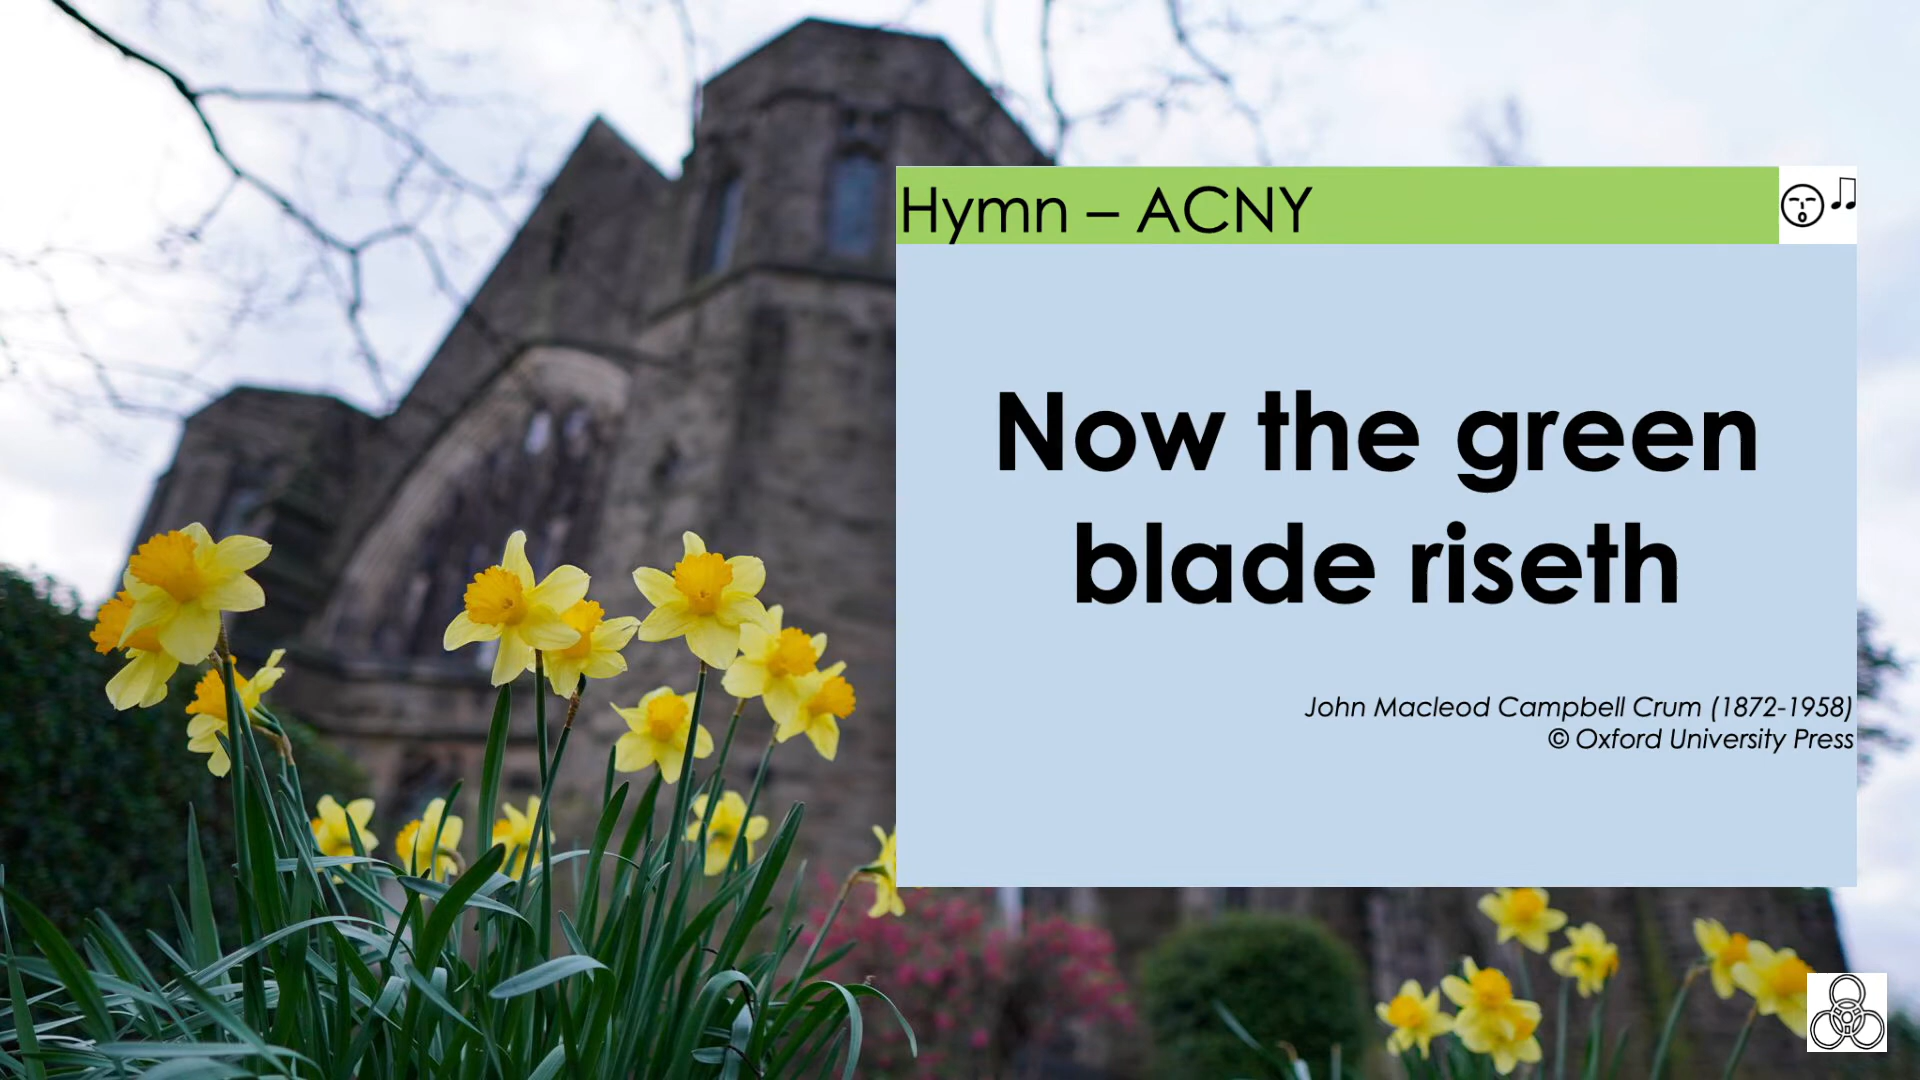 Hymn – ACNY
Now the green
blade riseth
John Macleod Campbell Crum (1872-1958)
© Oxford University Press